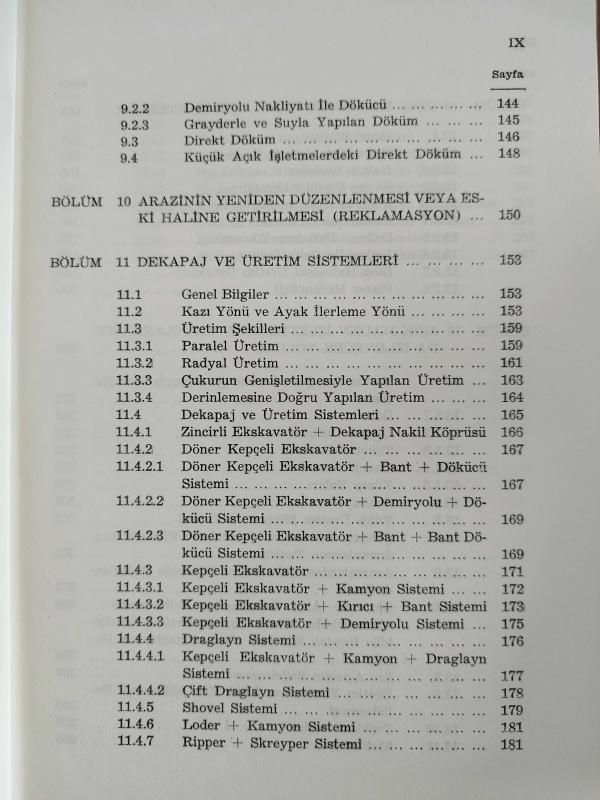 IX
Sayfa
9.2.2 Demiryolu Nakliyatı İle Dökücü ... ... ... ... ... 144
9.2.3 Grayderle ve Suyla Yapılan Döküm ... ... ... 145
9.3 Direkt Döküm ... ... ... ... ... ... ... ... ... ... 146
9.4 Küçük Açık İşletmelerdeki Direkt Döküm ... 148
BÖLÜM 10 ARAZİNİN YENİDEN DÜZENLENMESİ VEYA ES-
Kİ HALİNE GETİRİLMESİ (REKLAMASYON) ... 150
BÖLÜM 11 DEKAPAJ VE ÜRETİM SİSTEMLERİ ... ... ... ... 153
11.1 Genel Bilgiler ... ... ... ... ... ... ... ... ... ... 153
11.2 Kazı Yönü ve Ayak İlerleme Yönü ... ... ... ... 153
11.3 Üretim Şekilleri ... ... ... ... ... ... ... ... ... 159
11.3.1 Paralel Üretim ... ... ... ... ... ... ... ... ... ... 159
11.3.2 Radyal Üretim ... ... ... ... ... ... ... ... ... ... 161
11.3.3 Çukurun Genişletilmesiyle Yapılan Üretim ... 163
11.3.4 Derinlemesine Doğru Yapılan Üretim ... ... ... 164
11.4 Dekapaj ve Üretim Sistemleri ... ... ... ... ... 165
11.4.1 Zincirli Ekskavatör + Dekapaj Nakil Köprüsü 166
11.4.2 Döner Kepçeli Ekskavatör ... ... ... ... ... ... 167
11.4.2.1 Döner Kepçeli Ekskavatör + Bant + Dökücü
Sistemi ... ... ... ... ... ... ... ... ... ... ... ... 167
11.4.2.2 Döner Kepçeli Ekskavatör + Demiryolu + Dö-
kücü Sistemi ... ... ... ... ... ... ... ... ... ... 169
11.4.2.3 Döner Kepçeli Ekskavatör + Bant + Bant Dö-
kücü Sistemi ... ... ... ... ... ... ... ... ... ... 169
11.4.3 Kepçeli Ekskavatör ... ... ... ... ... ... ... ... 171
11.4.3.1 Kepçeli Ekskavatör + Kamyon Sistemi ... ... 172
11.4.3.2 Kepçeli Ekskavatör + Kırıcı + Bant Sistemi 173
11.4.3.3 Kepçeli Ekskavatör + Demiryolu Sistemi ... 175
11.4.4 Draglayn Sistemi ... ... ... ... ... ... ... ... ... 176
11.4.4.1 Kepçeli Ekskavatör + Kamyon + Draglayn
Sistemi ... ... ... ... ... ... ... ... ... ... ... ... 177
11.4.4.2 Çift Draglayn Sistemi ... ... ... ... ... ... ... 178
11.4.5 Shovel Sistemi ... ... ... ... ... ... ... ... ... ... 179
11.4.6 Loder + Kamyon Sistemi ... ... ... ... ... ... 181
11.4.7 Ripper + Skreyper Sistemi ... ... ... ... ... ... 181